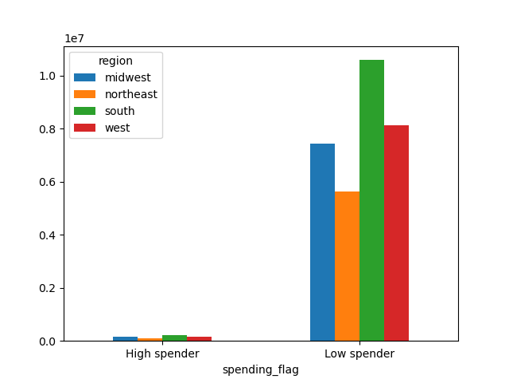 1e7
1.0
0.8
0.6
0.4
0.2
0.0
region
midwest
northeast
south
west
High spender
Low spender
spending_flag